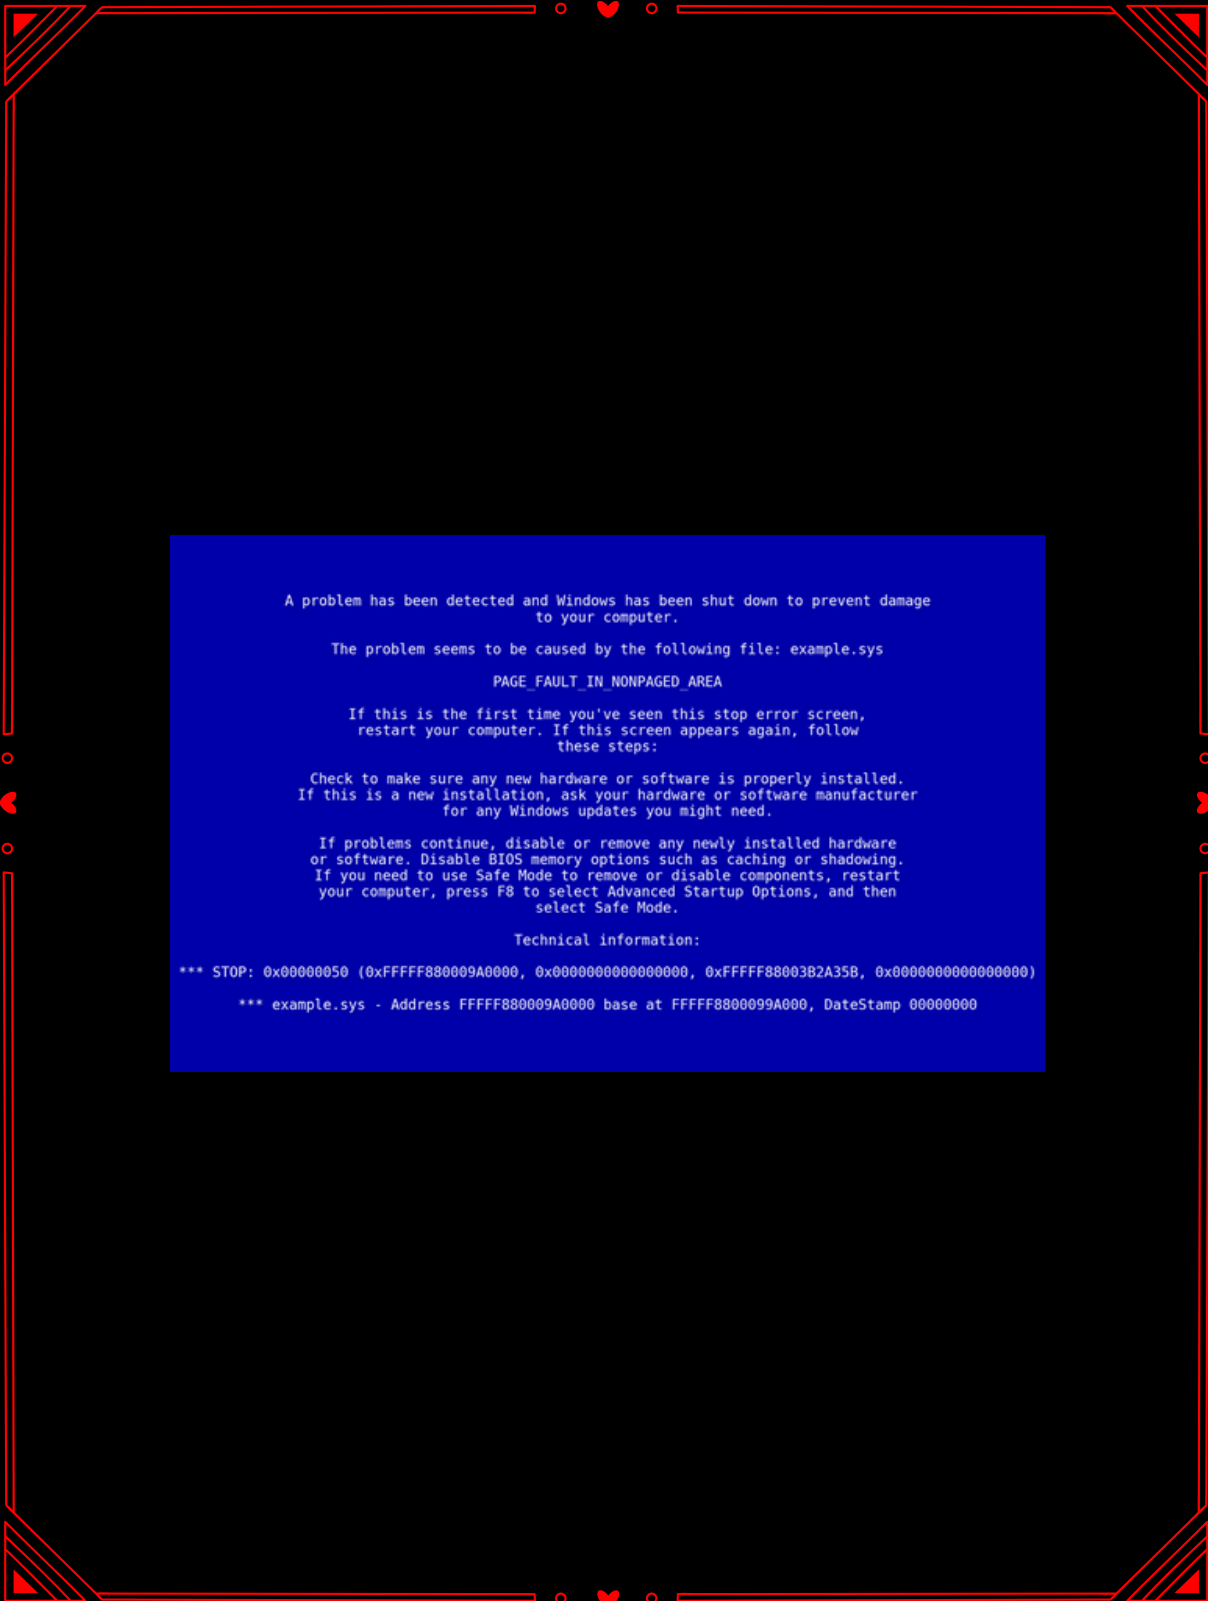 A problem has been detected and Windows has been shut down to prevent damage
to your computer.
The problem seems to be caused by the following file: example.sys
PAGE_FAULT_IN_NONPAGED_AREA
If this is the first time you've seen this stop error screen,
restart your computer. If this screen appears again, follow
these steps:
Check to make sure any new hardware or software is properly installed.
If this is a new installation, ask your hardware or software manufacturer
for any Windows updates you might need.
If problems continue, disable or remove any newly installed hardware
or software. Disable BIOS memory options such as caching or shadowing.
If you need to use Safe Mode to remove or disable components, restart
your computer, press F8 to select Advanced Startup Options, and then
select Safe Mode.
Technical information:
*** STOP: 0x00000050 (0xFFFFF880009A0000, 0x0000000000000000, 0xFFFFF88003B2A35B, 0x0000000000000000)
*** example.sys - Address FFFFF880009A0000 base at FFFFF8800099A000, DateStamp 00000000